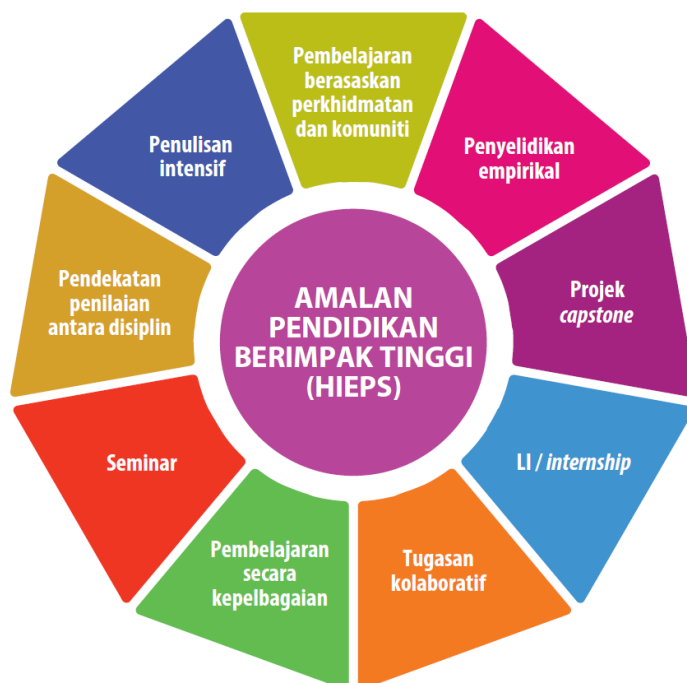 AMALAN
PENDIDIKAN
BERIMPAK TINGGI
(HIEPS)
Pembelajaran
berasaskan
perkhidmatan
dan komuniti
Penyelidikan
empirikal
Projek
capstone
LI / internship
Tugasan
kolaboratif
Pembelajaran
secara
kepelbagaian
Seminar
Pendekatan
penilaian
antara disiplin
Penulisan
intensif